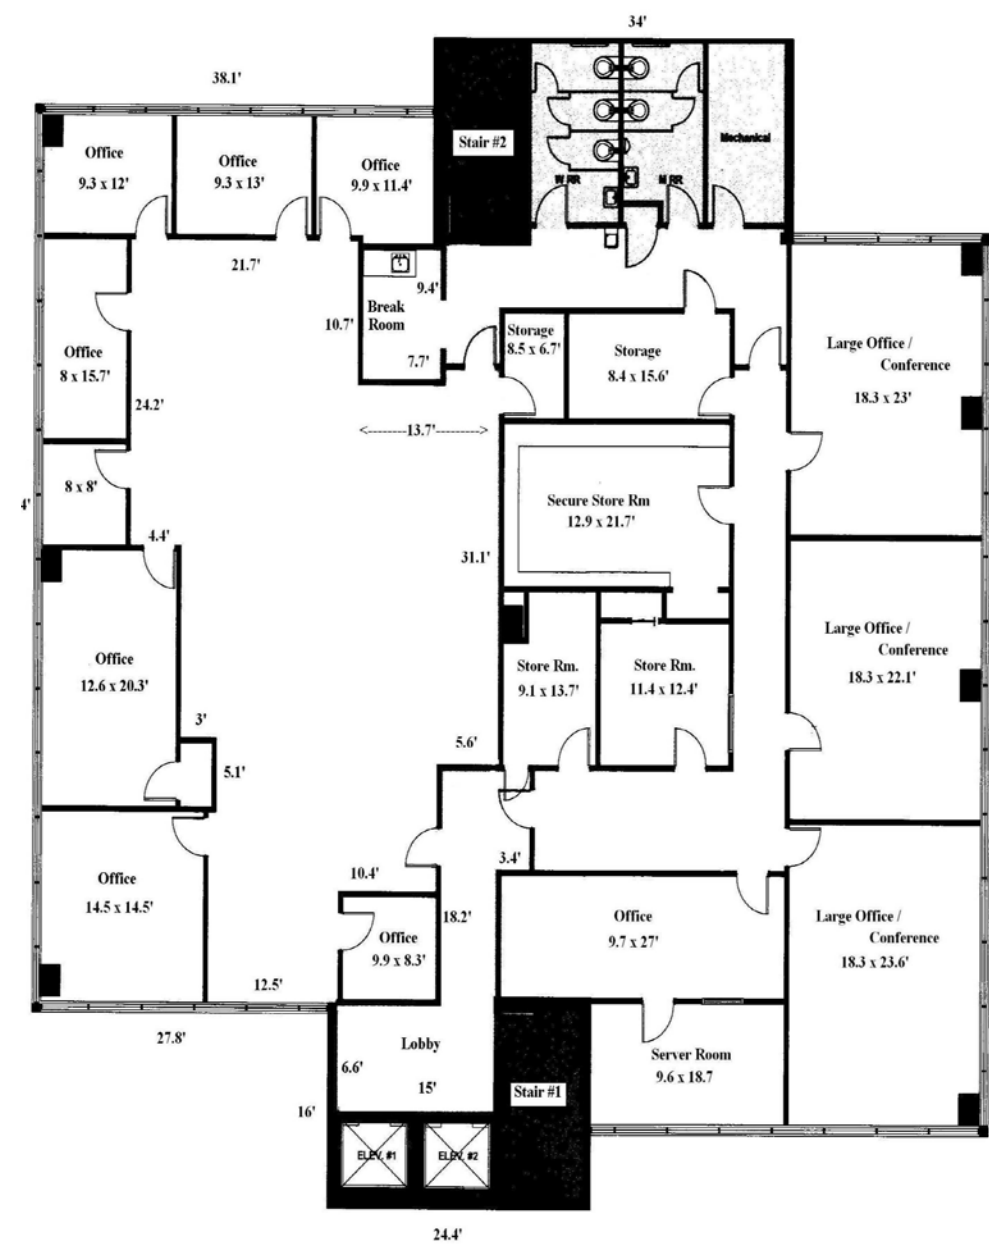 34'
38.1'
Stair #2
W RR
M RR
Mechanical
Office
9.3 x 12'
Office
9.3 x 13'
Office
9.9 x 11.4'
21.7'
9.4'
Break
Room
10.7'
7.7'
Storage
8.5 x 6.7'
Storage
8.4 x 15.6'
Large Office /
Conference
18.3 x 23'
Office
8 x 15.7'
24.2'
<-------13.7'------->
8 x 8'
4'
4.4'
Secure Store Rm
12.9 x 21.7'
31.1'
Office
12.6 x 20.3'
Store Rm.
9.1 x 13.7'
Store Rm.
11.4 x 12.4'
Large Office /
Conference
18.3 x 22.1'
3'
5.1'
5.6'
Office
14.5 x 14.5'
10.4'
3.4'
18.2'
Office
9.9 x 8.3'
Office
9.7 x 27'
Large Office /
Conference
18.3 x 23.6'
12.5'
27.8'
Lobby
6.6'
15'
16'
Stair #1
Server Room
9.6 x 18.7
ELEV. #1
ELEV. #2
24.4'